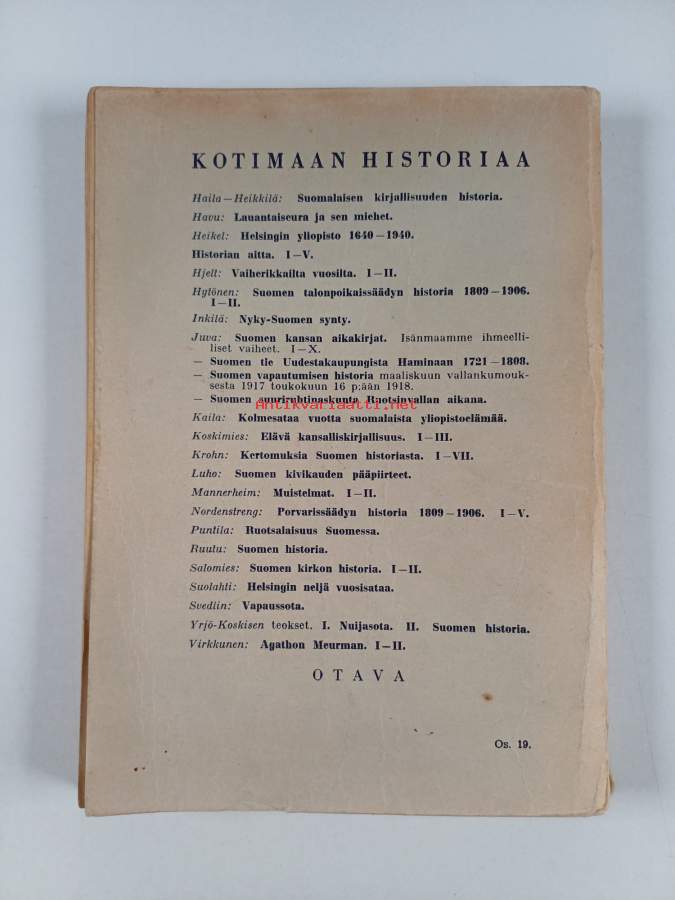 KOTIMAAN HISTORIAA
Haila—Heikkilä: Suomalaisen kirjallisuuden historia.
Havu: Lauantaiseura ja sen miehet.
Heikel: Helsingin yliopisto 1640—1940.
Historian aitta. I—V.
Hjelt: Vaiherikkailta vuosilta. I—II.
Hytönen: Suomen talonpoikaissäädyn historia 1809—1906.
I—II.
Inkilä: Nyky-Suomen synty.
Juva: Suomen kansan aikakirjat. Isänmaamme ihmeelli-
liset vaiheet. I—X.
— Suomen tie Uudestakaupungista Haminaan 1721—1808.
— Suomen vapautumisen historia maaliskuun vallankumouk-
sesta 1917 toukokuun 16 p:ään 1918.
— Suomen suuriruhtinaskunta Ruotsinvallan aikana.
Antikvariaatti.net
Kaila: Kolmesataa vuotta suomalaista yliopistoelämää.
Koskimies: Elävä kansalliskirjallisuus. I—III.
Krohn: Kertomuksia Suomen historiasta. I—VII.
Luho: Suomen kivikauden pääpiirteet.
Mannerheim: Muistelmat. I—II.
Nordenstreng: Porvarissäädyn historia 1809—1906. I—V.
Puntila: Ruotsalaisuus Suomessa.
Ruutu: Suomen historia.
Salomies: Suomen kirkon historia. I—II.
Suolahti: Helsingin neljä vuosisataa.
Svedlin: Vapaussota.
Yrjö-Koskisen teokset. I. Nuijasota. II. Suomen historia.
Virkkunen: Agathon Meurman. I—II.
OTAVA
Os. 19.